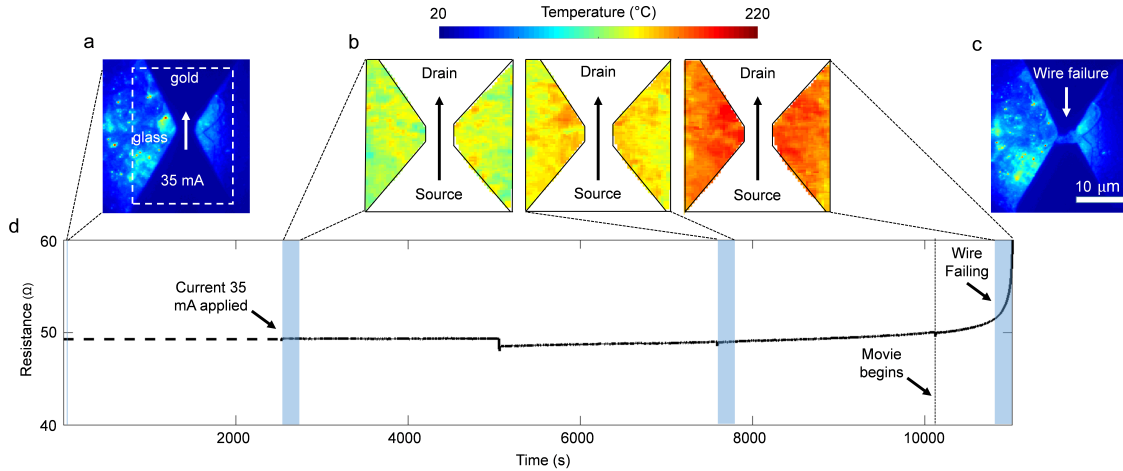 Temperature (°C)
20
220
a
b
c
gold
glass
35 mA
Drain
Source
Drain
Source
Drain
Source
Wire failure
10 μm
d
60
50
40
Resistance (Ω)
Current 35
mA applied
Movie
begins
Wire
Failing
2000
4000
6000
8000
10000
Time (s)